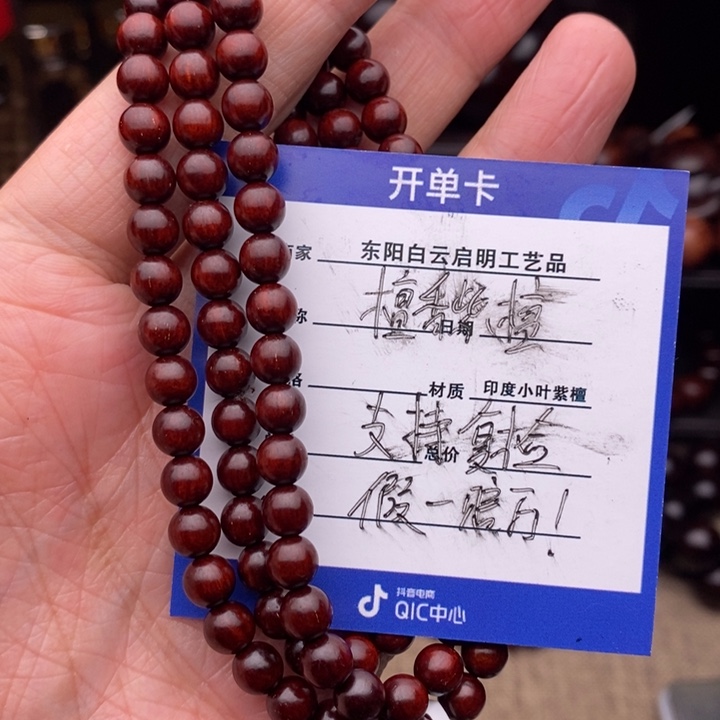 开单卡
商家 东阳白云启明工艺品
称 檀香紫檀 日期
格 材质 印度小叶紫檀
支持复检 总价
假一赔万！
抖音电商
QIC中心